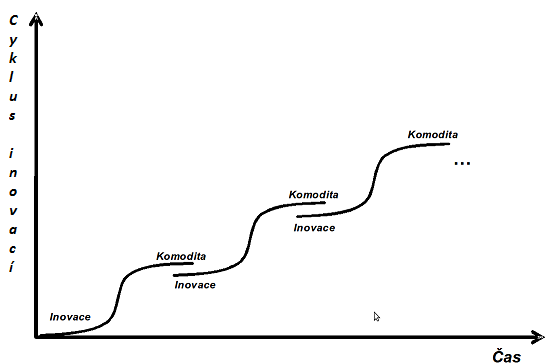 Cyklus inovací
Komodita
...
Komodita
Inovace
Komodita
Inovace
Inovace
Čas